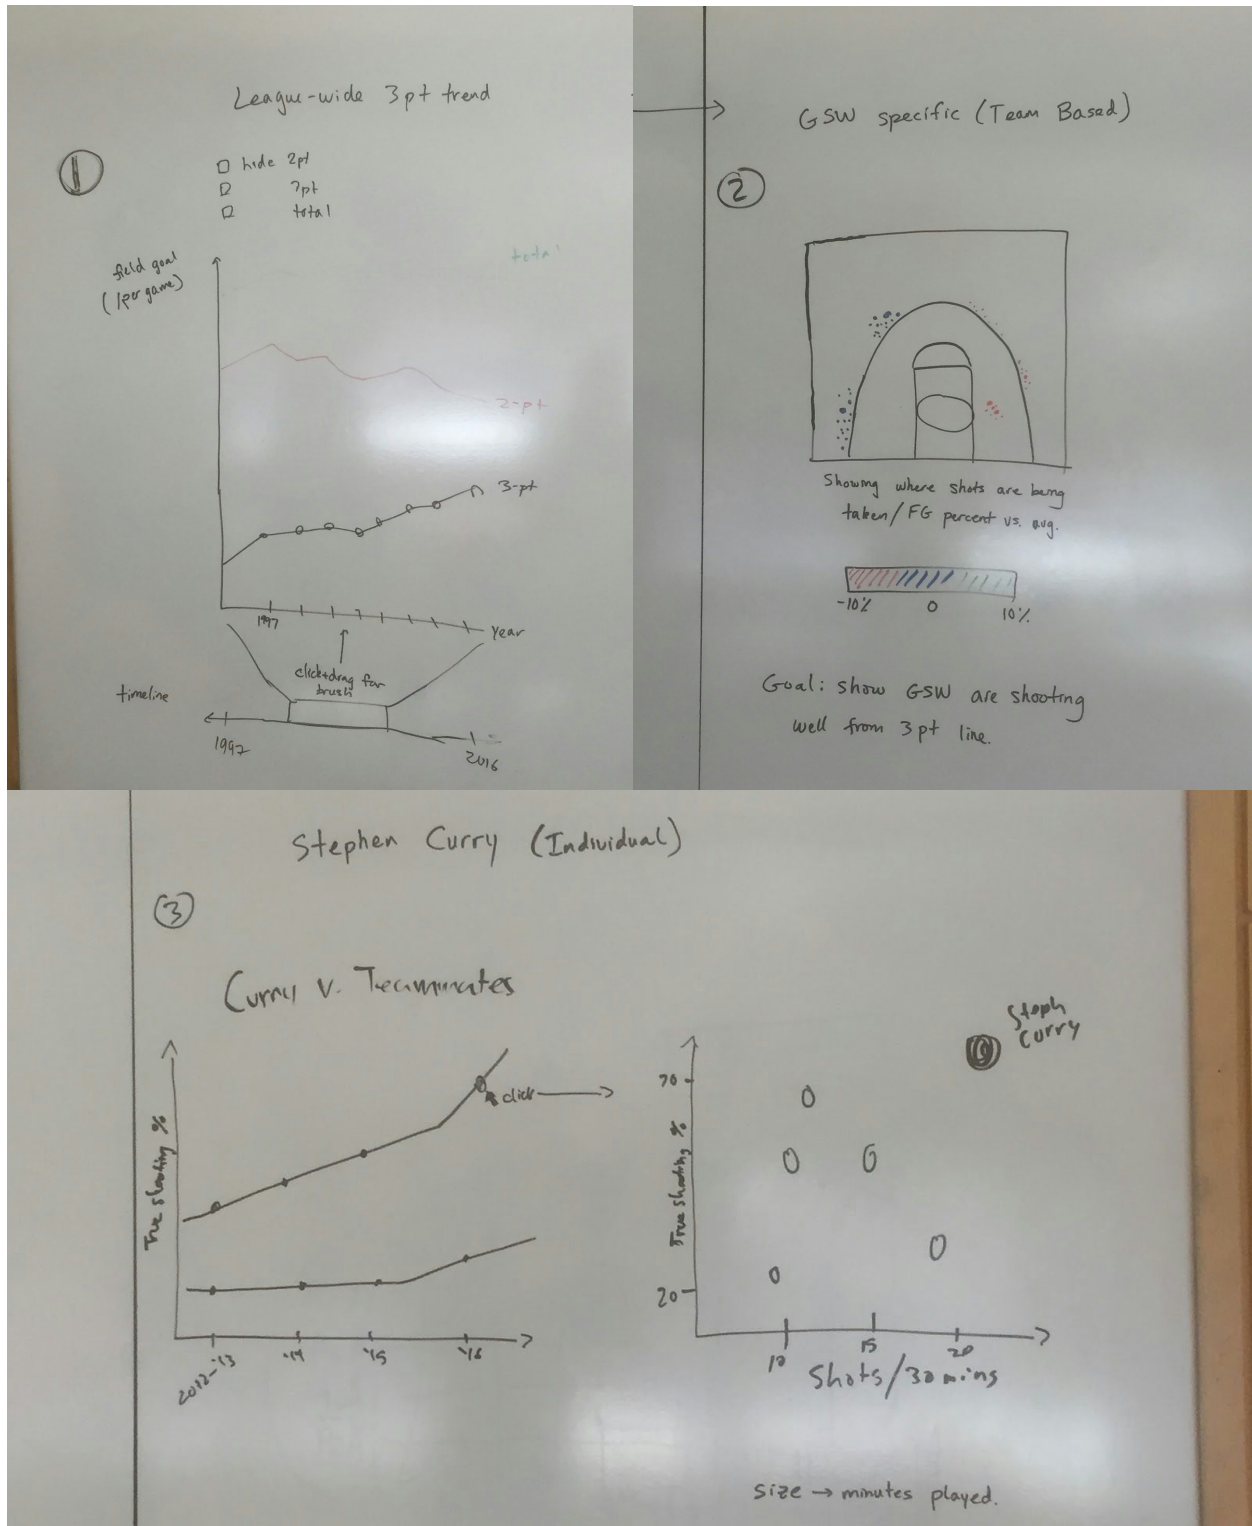 League-wide 3pt trend
1
hide 2pt
3pt
total
field goal
(/per game)
total
2-pt
3-pt
1997
year
click+drag for
brush
timeline
1997
2016
GSW specific (Team Based)
2
Showing where shots are being
taken/FG percent vs. avg.
-10%
0
10%
Goal: show GSW are shooting
well from 3pt line.
Stephen Curry (Individual)
3
Curry v. Teammates
True shooting %
click
2012-'13
'14
'15
'16
Steph
Curry
True shooting %
70
20
10
15
20
Shots/30 mins
size → minutes played.